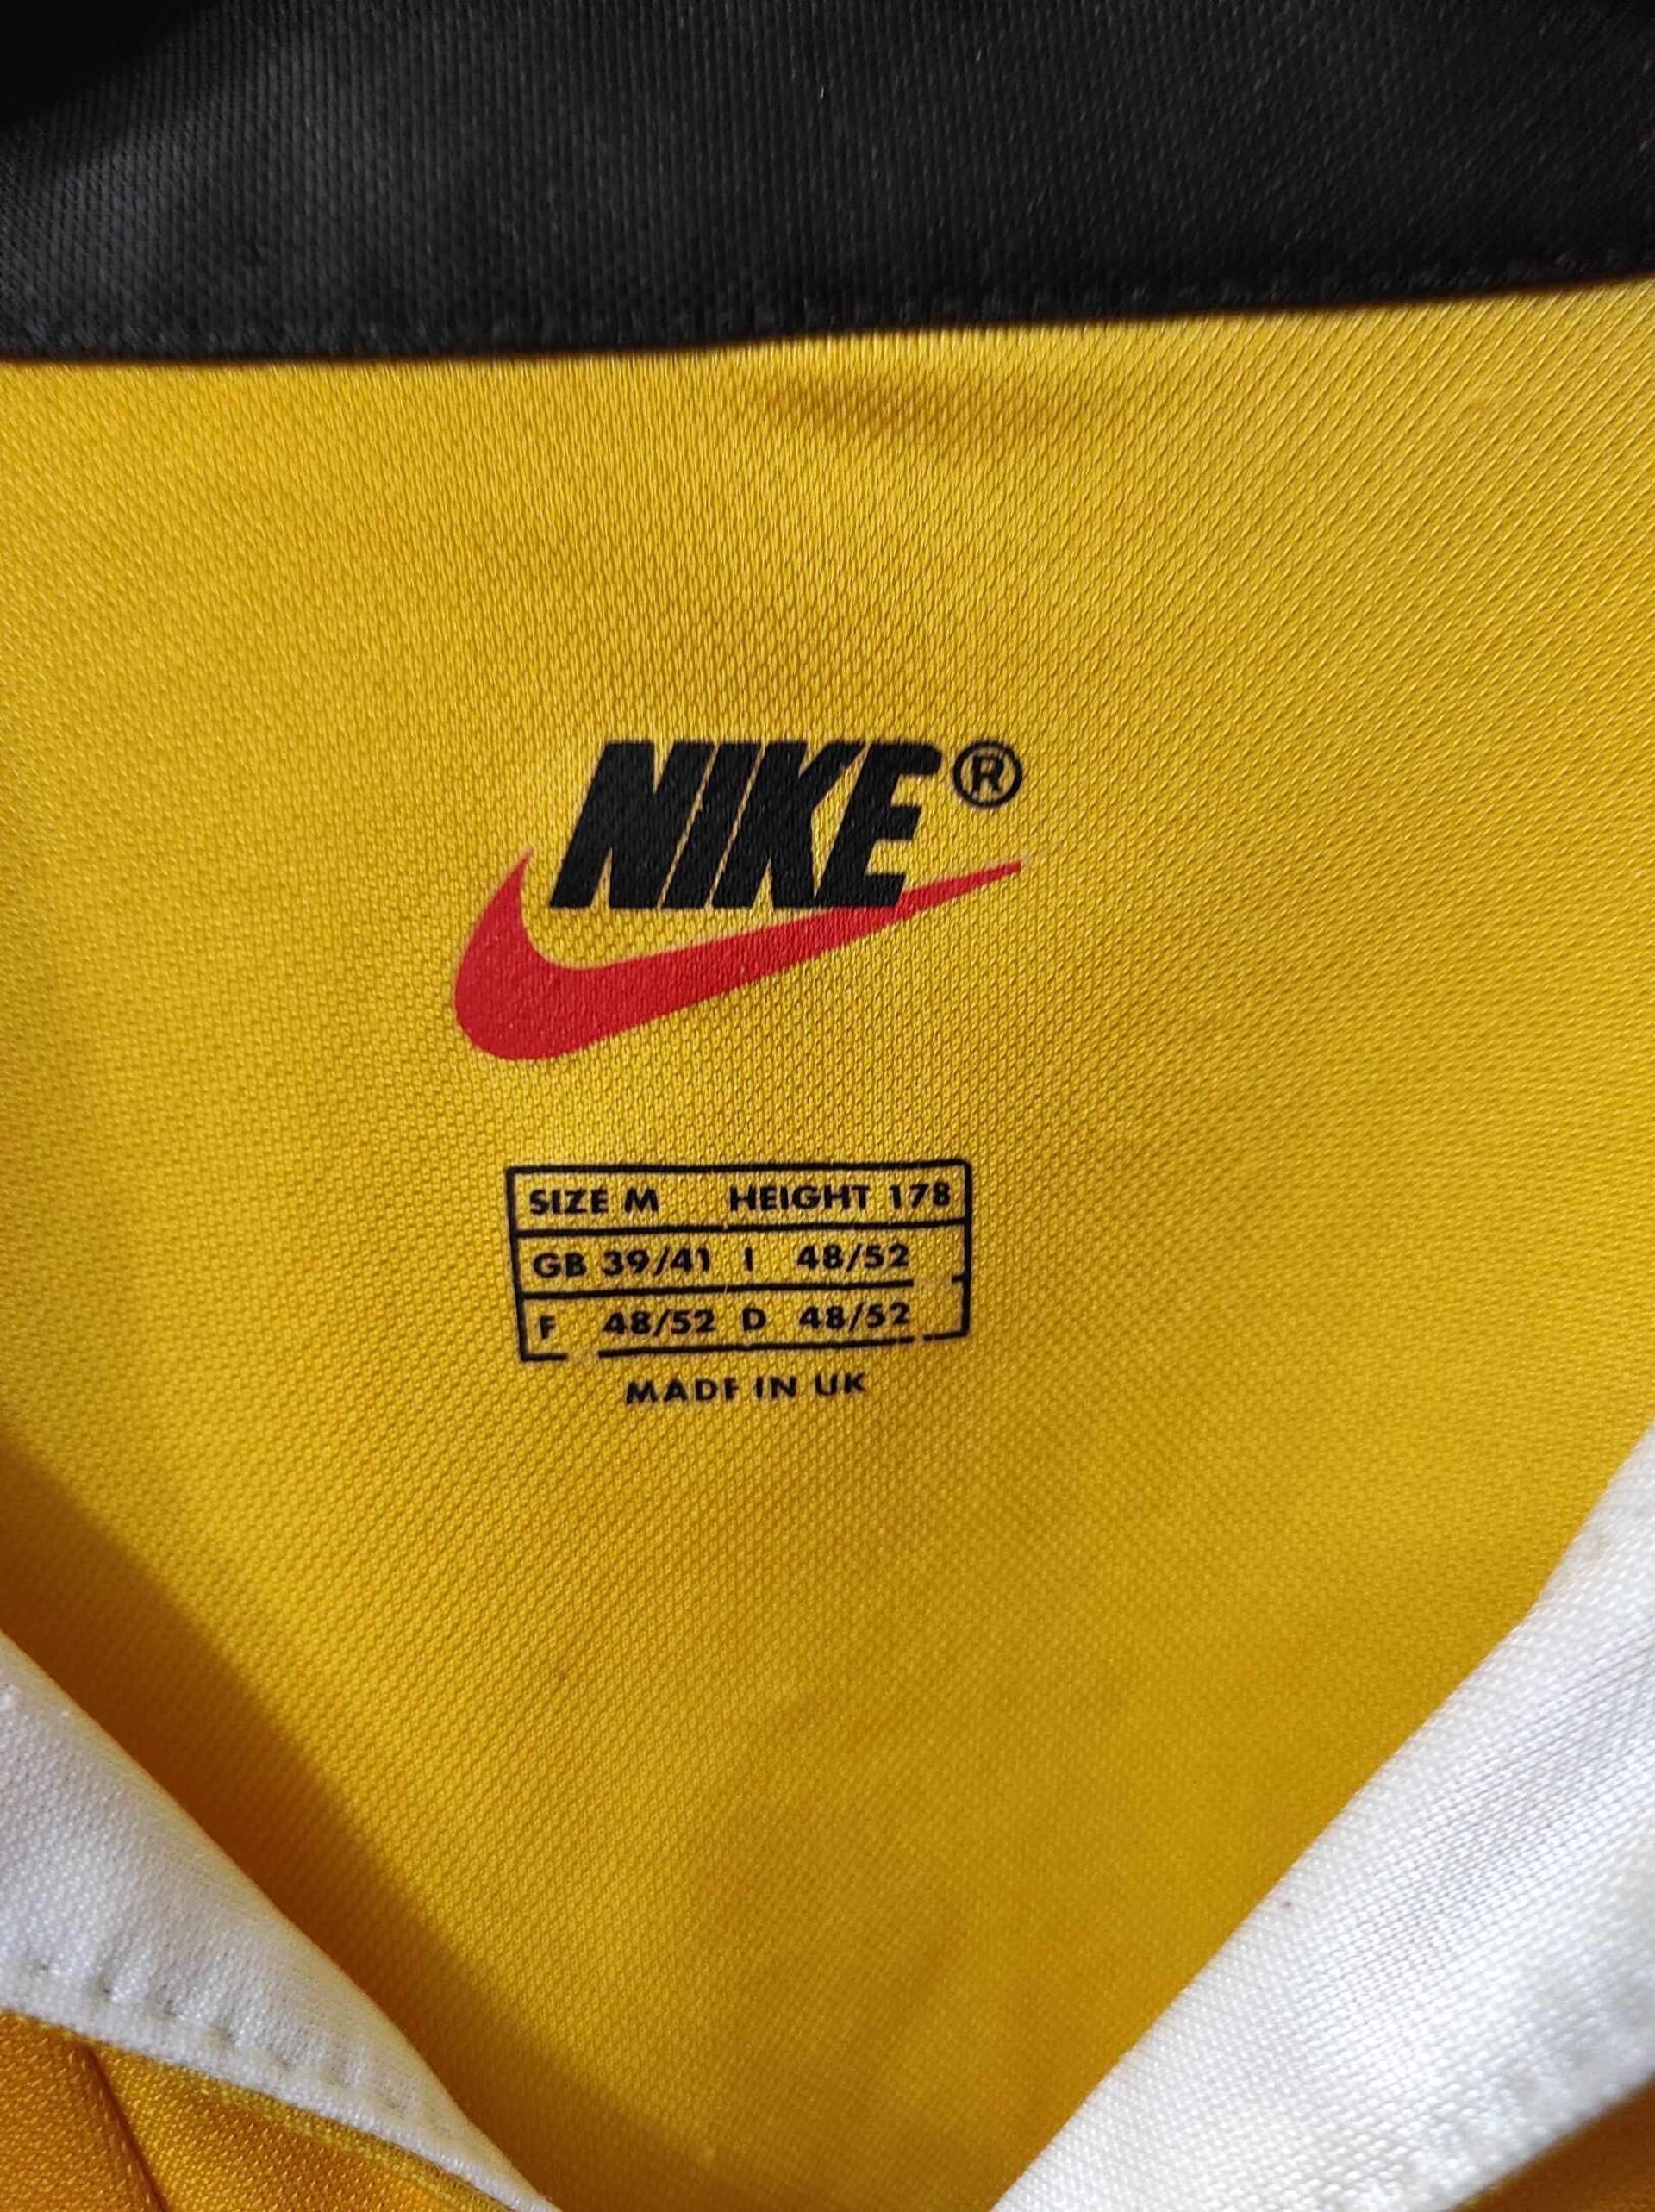 NIKE®
SIZE M HEIGHT 178
GB 39/41 I 48/52
F 48/52 D 48/52
MADE IN UK